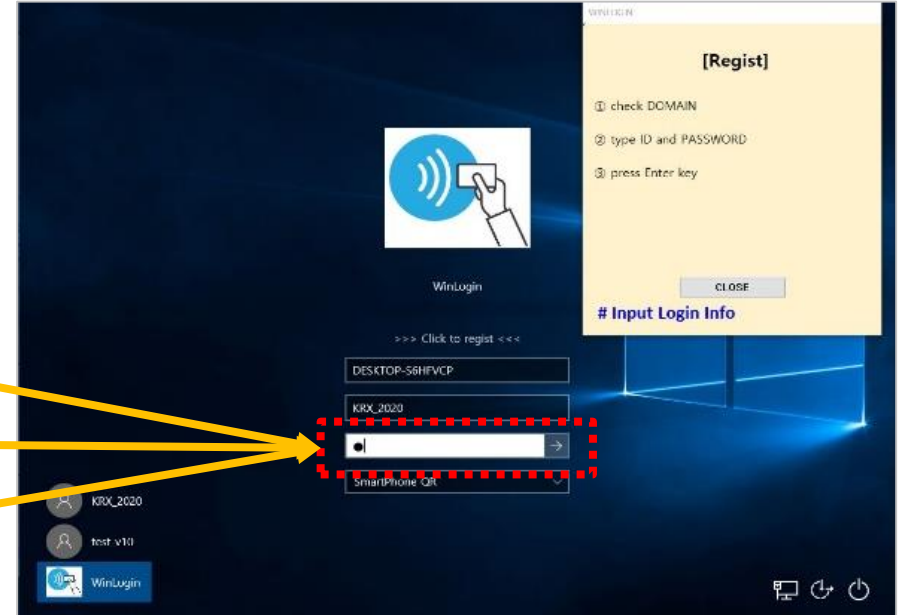 WINLOGIN
[Regist]
① check DOMAIN
② type ID and PASSWORD
③ press Enter key
CLOSE
# Input Login Info
WinLogin
>>> Click to regist <<<
DESKTOP-S6HFVCP
KRX_2020
SmartPhone QR
KRX_2020
test v10
WinLogin